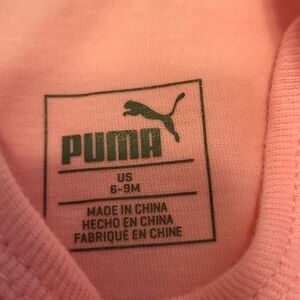 PUMA
US
6-9M
MADE IN CHINA
HECHO EN CHINA
FABRIQUÉ EN CHINE